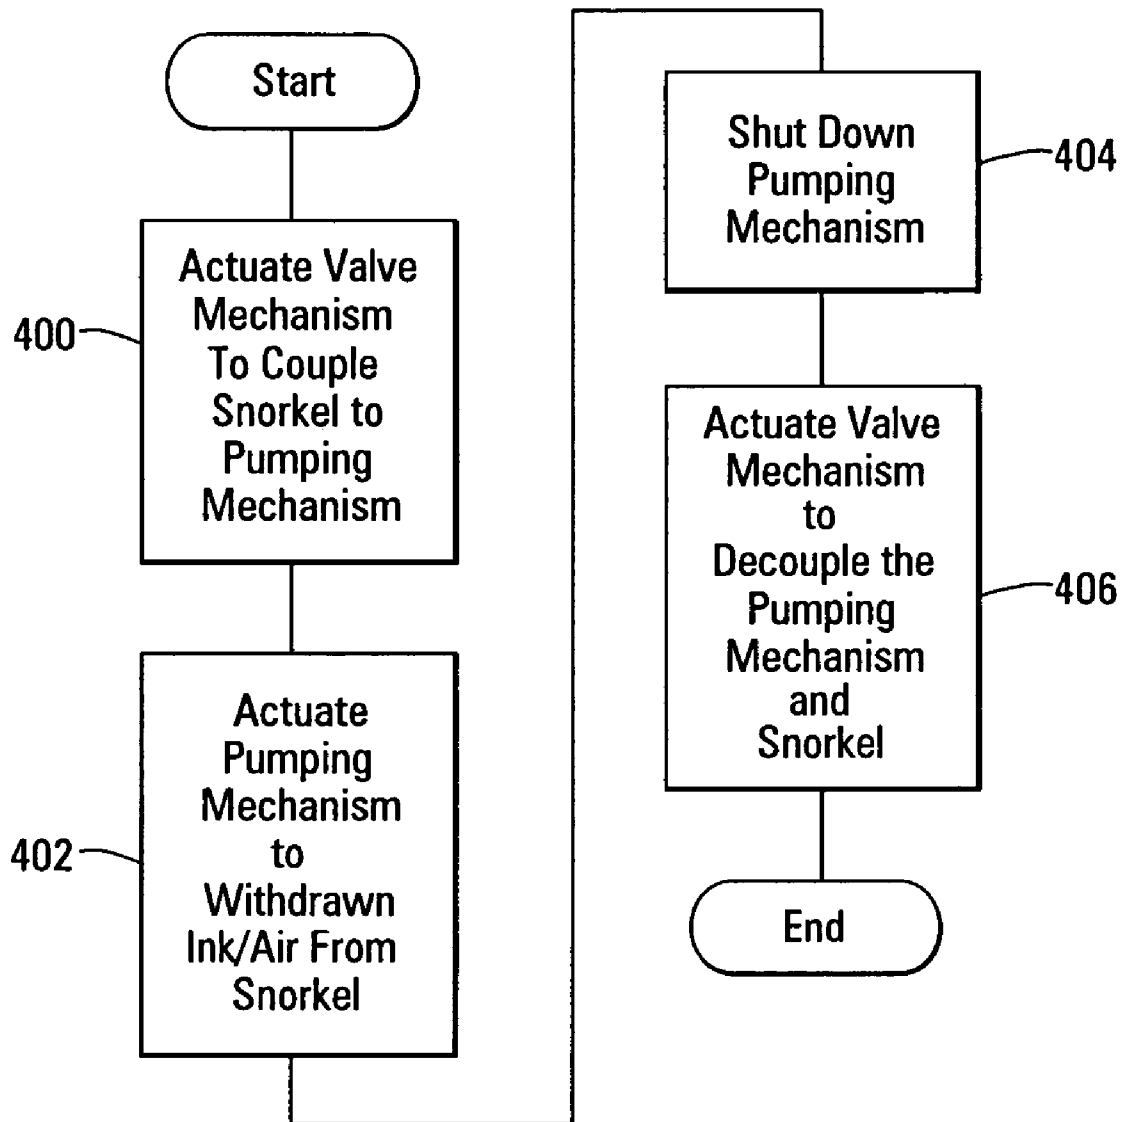 Start
400
Actuate Valve
Mechanism
To Couple
Snorkel to
Pumping
Mechanism
402
Actuate
Pumping
Mechanism
to
Withdrawn
Ink/Air From
Snorkel
Shut Down
Pumping
Mechanism
404
Actuate Valve
Mechanism
to
Decouple the
Pumping
Mechanism
and
Snorkel
406
End